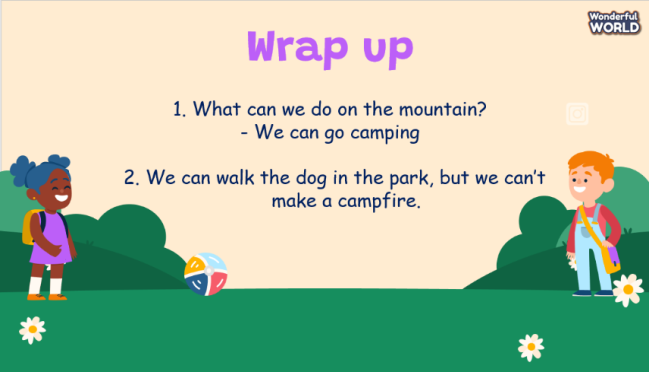 Wonderful
WORLD
Wrap up
1. What can we do on the mountain?
- We can go camping
2. We can walk the dog in the park, but we can't
make a campfire.